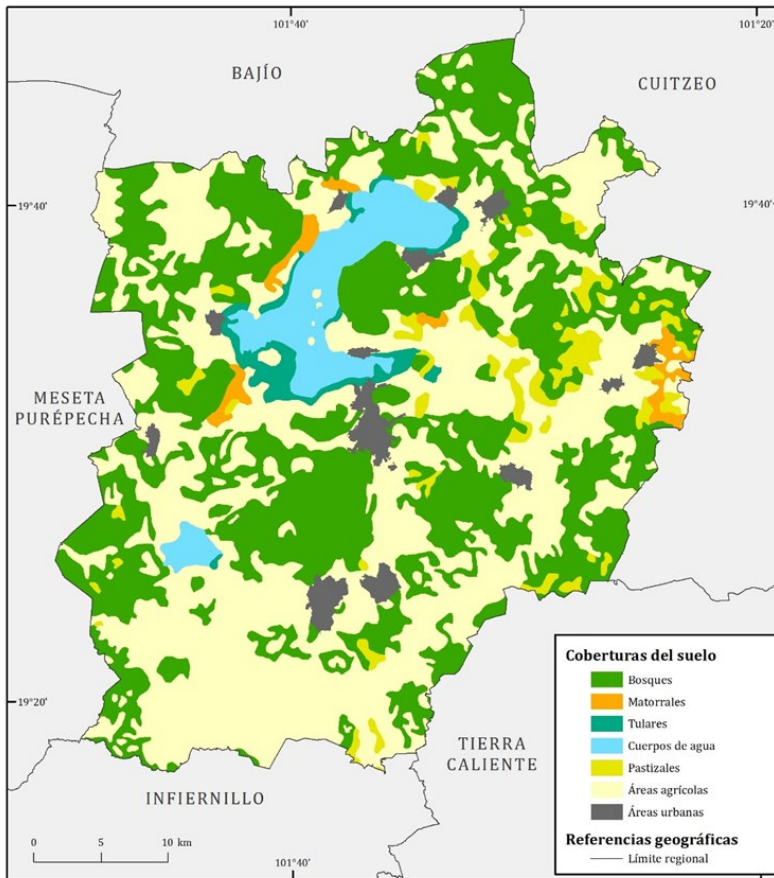 101°40'
101°20'
BAJÍO
CUITZEO
19°40'
19°40'
MESETA
PURÉPECHA
Coberturas del suelo
Bosques
Matorrales
Tulares
Cuerpos de agua
Pastizales
Áreas agrícolas
Áreas urbanas
Referencias geográficas
Límite regional
19°20'
TIERRA
CALIENTE
INFIERNILLO
0 5 10 km
101°40'